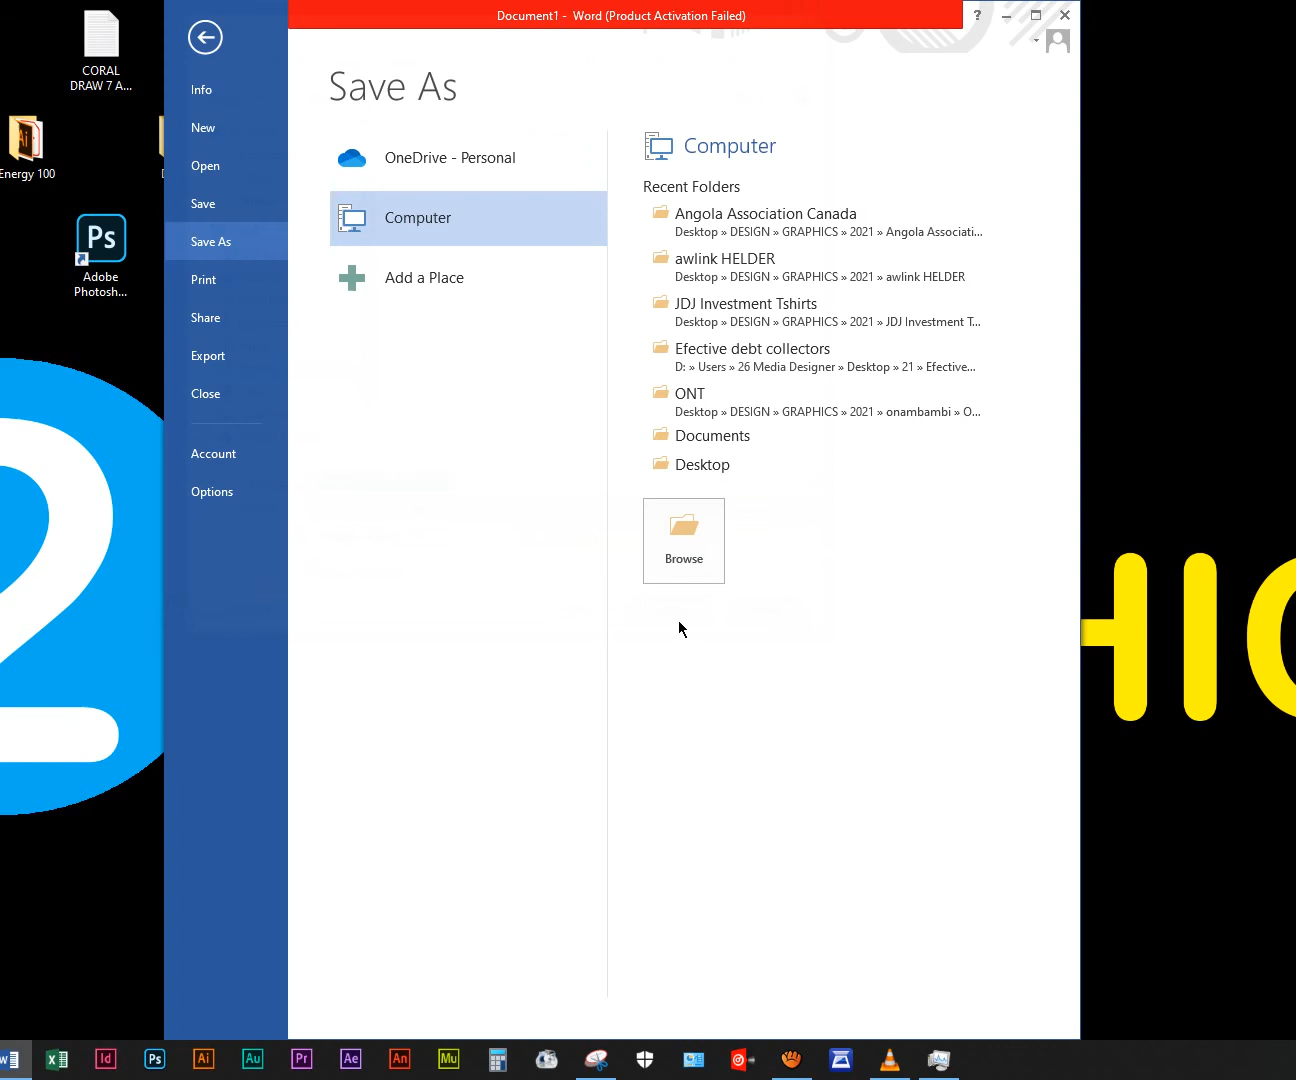 Document1 - Word (Product Activation Failed)
?
CORAL
DRAW 7 A...
Energy 100
Ps
Adobe
Photosh...
2
HIC
Info
New
Open
Save
Save As
Print
Share
Export
Close
Account
Options
Save As
OneDrive - Personal
Computer
Add a Place
Computer
Recent Folders
Angola Association Canada
Desktop » DESIGN » GRAPHICS » 2021 » Angola Associati...
awlink HELDER
Desktop » DESIGN » GRAPHICS » 2021 » awlink HELDER
JDJ Investment Tshirts
Desktop » DESIGN » GRAPHICS » 2021 » JDJ Investment T...
Efective debt collectors
D: » Users » 26 Media Designer » Desktop » 21 » Efective...
ONT
Desktop » DESIGN » GRAPHICS » 2021 » onambambi » O...
Documents
Desktop
Browse
Id
Ps
Ai
Au
Pr
Ae
An
Mu